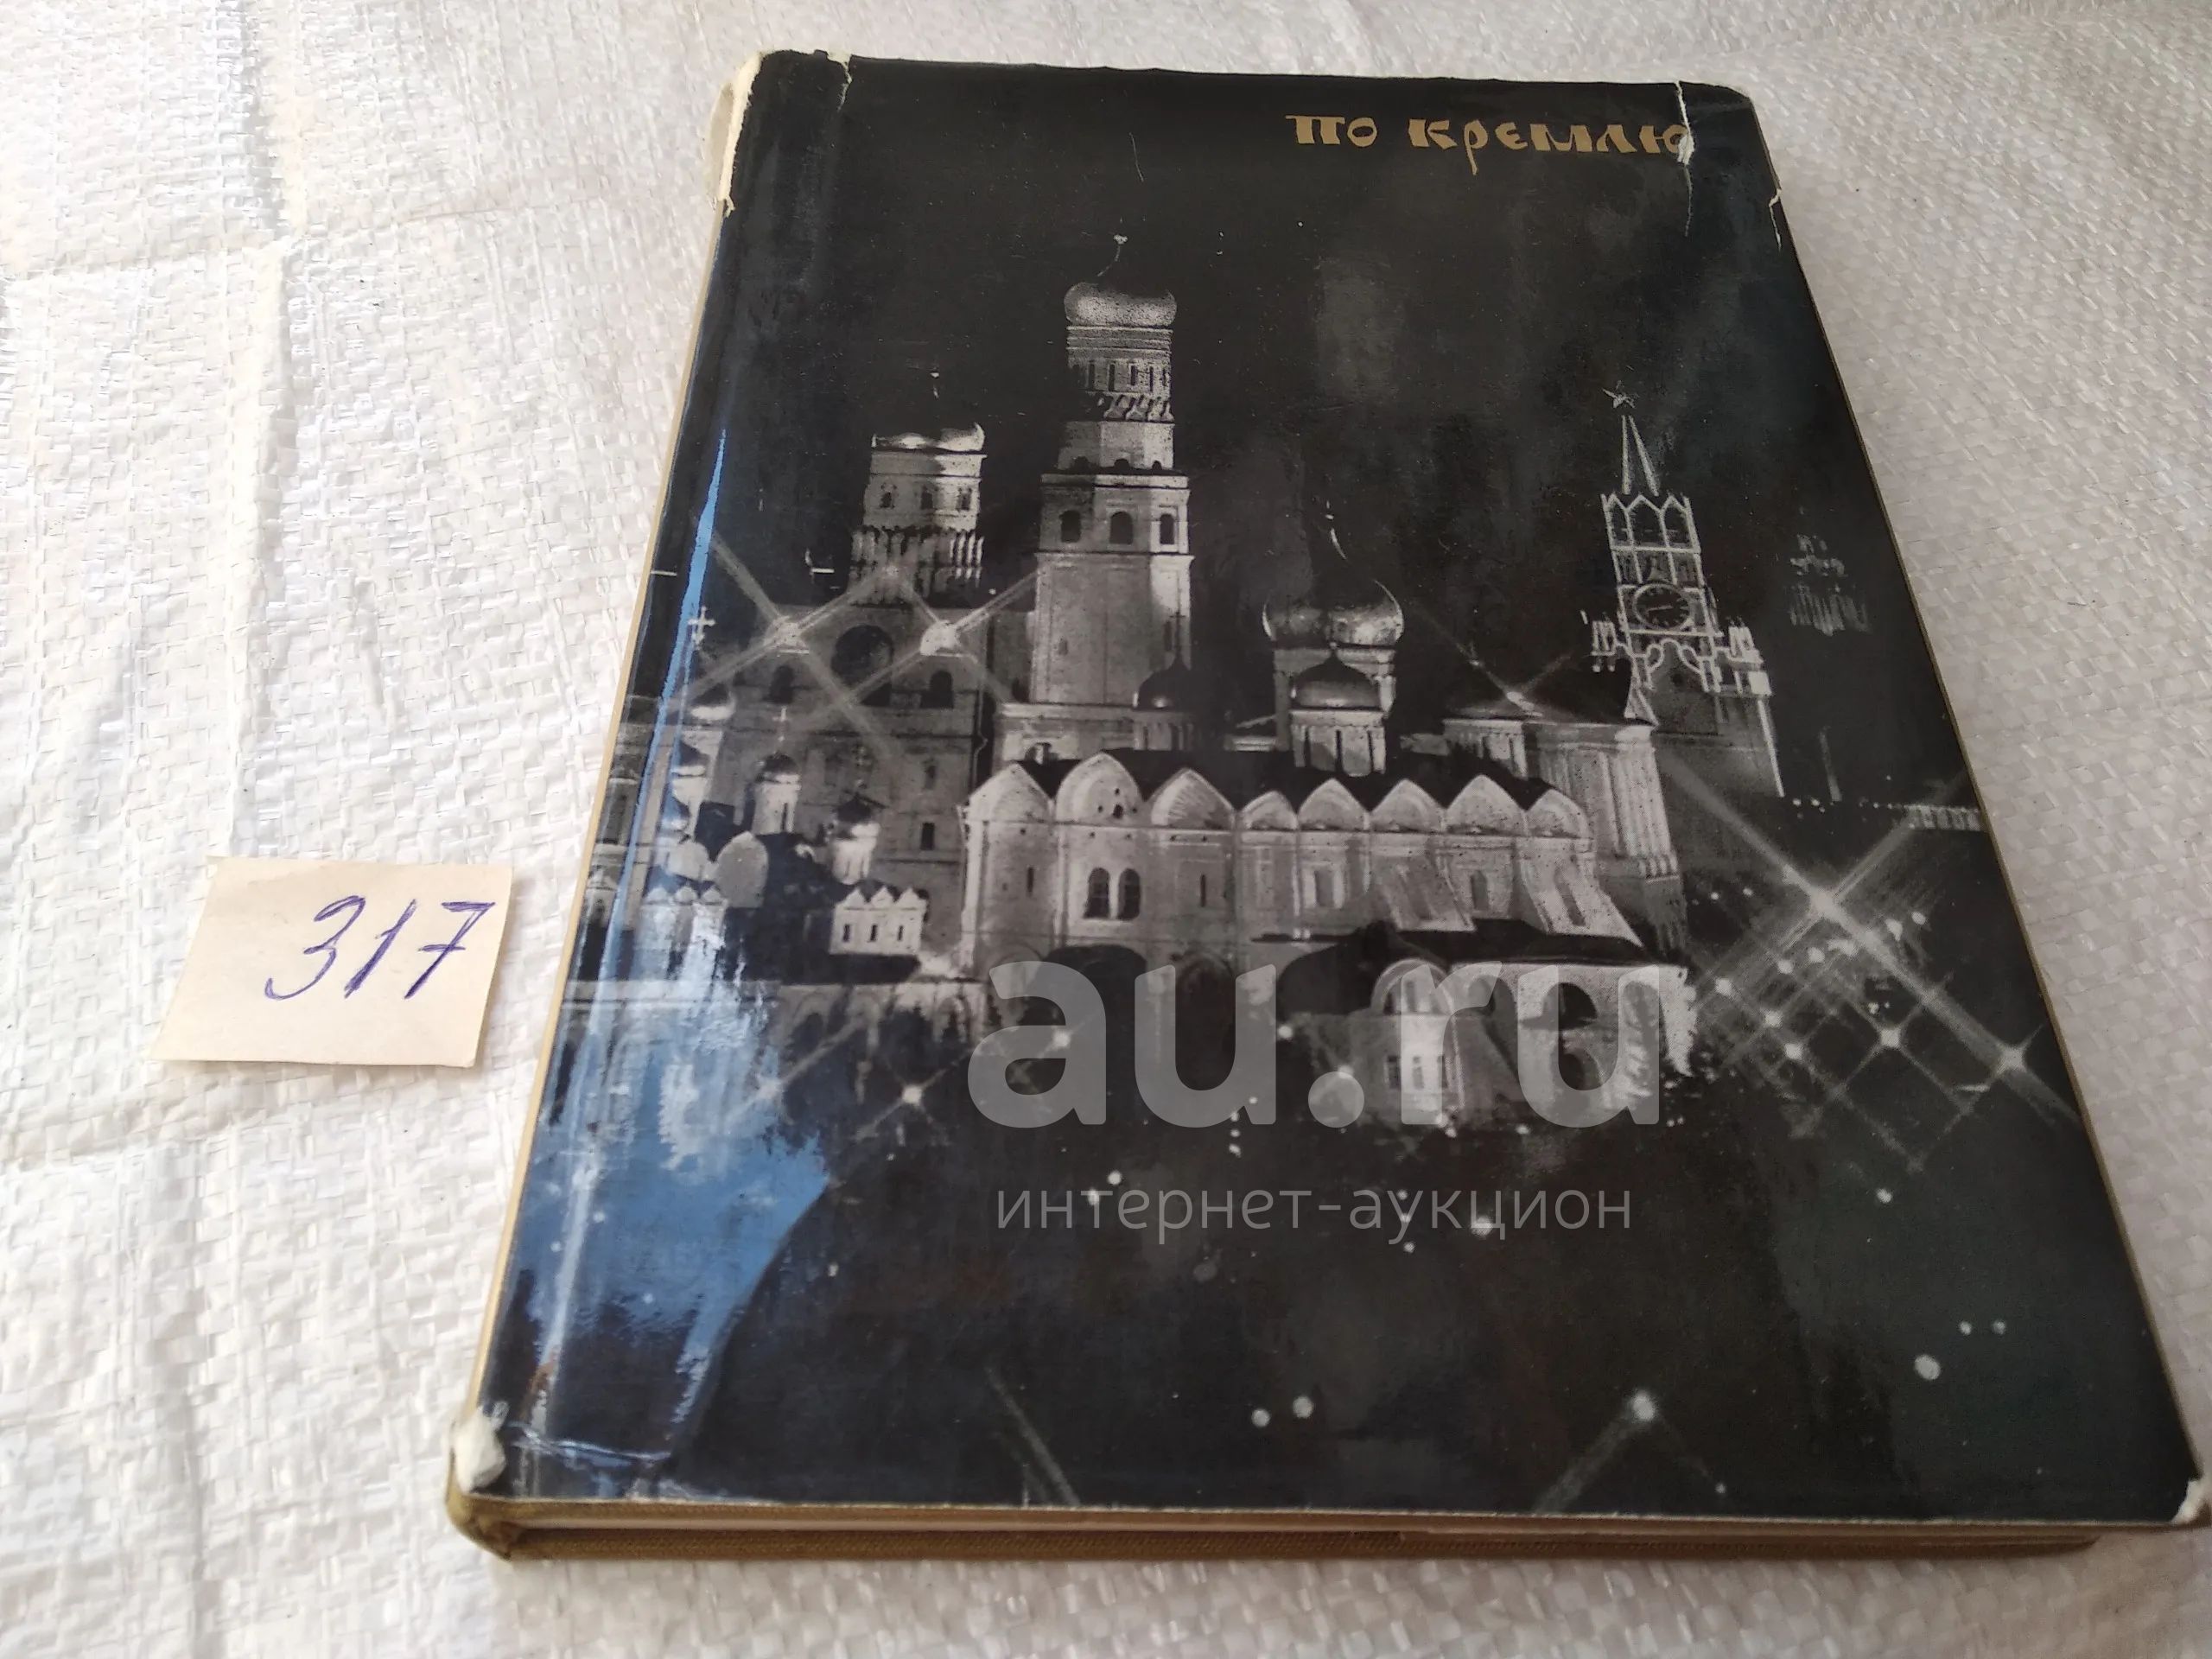 по кремлю
317
au.ru
интернет-аукцион